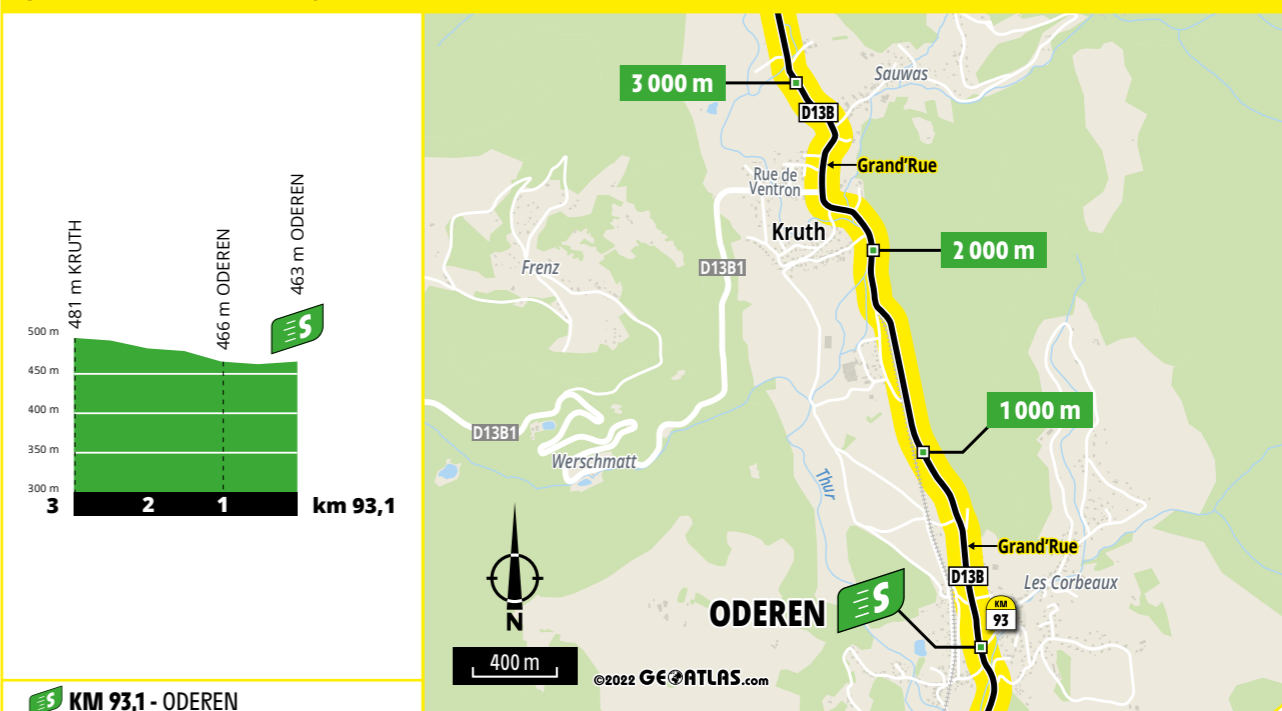 481 m KRUTH
466 m ODEREN
463 m ODEREN
S
500 m
450 m
400 m
350 m
300 m
3
2
1
km 93,1
S KM 93,1 - ODEREN
3 000 m
Sauwas
D13B
Grand'Rue
Rue de
Ventron
Kruth
2 000 m
D13B1
Frenz
1 000 m
D13B1
Werschmatt
Thur
Grand'Rue
D13B
Les Corbeaux
ODEREN
S
KM
93
N
400 m
©2022 GEOATLAS.com